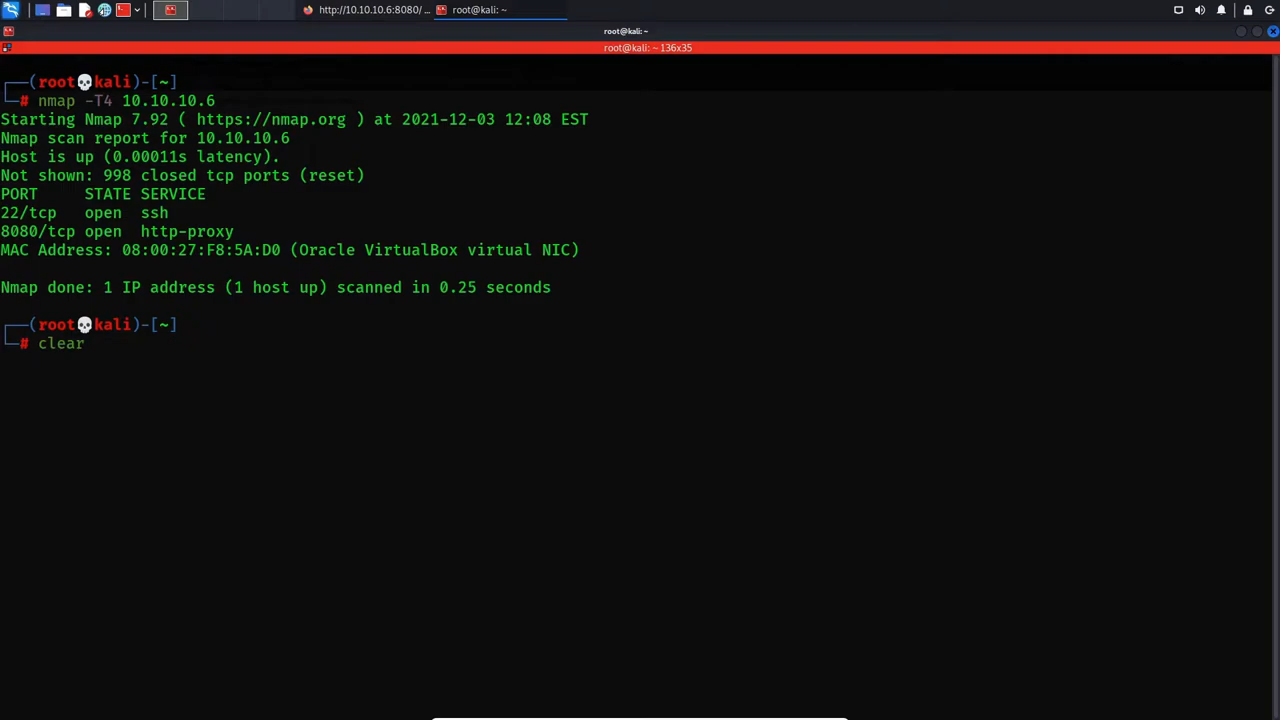 http://10.10.10.6:8080/ ...
root@kali: ~
root@kali: ~
root@kali: ~ 136x35
┌──(root💀kali)-[~]
└─# nmap -T4 10.10.10.6
Starting Nmap 7.92 ( https://nmap.org ) at 2021-12-03 12:08 EST
Nmap scan report for 10.10.10.6
Host is up (0.00011s latency).
Not shown: 998 closed tcp ports (reset)
PORT     STATE SERVICE
22/tcp   open  ssh
8080/tcp open  http-proxy
MAC Address: 08:00:27:F8:5A:D0 (Oracle VirtualBox virtual NIC)
Nmap done: 1 IP address (1 host up) scanned in 0.25 seconds
┌──(root💀kali)-[~]
└─# clear